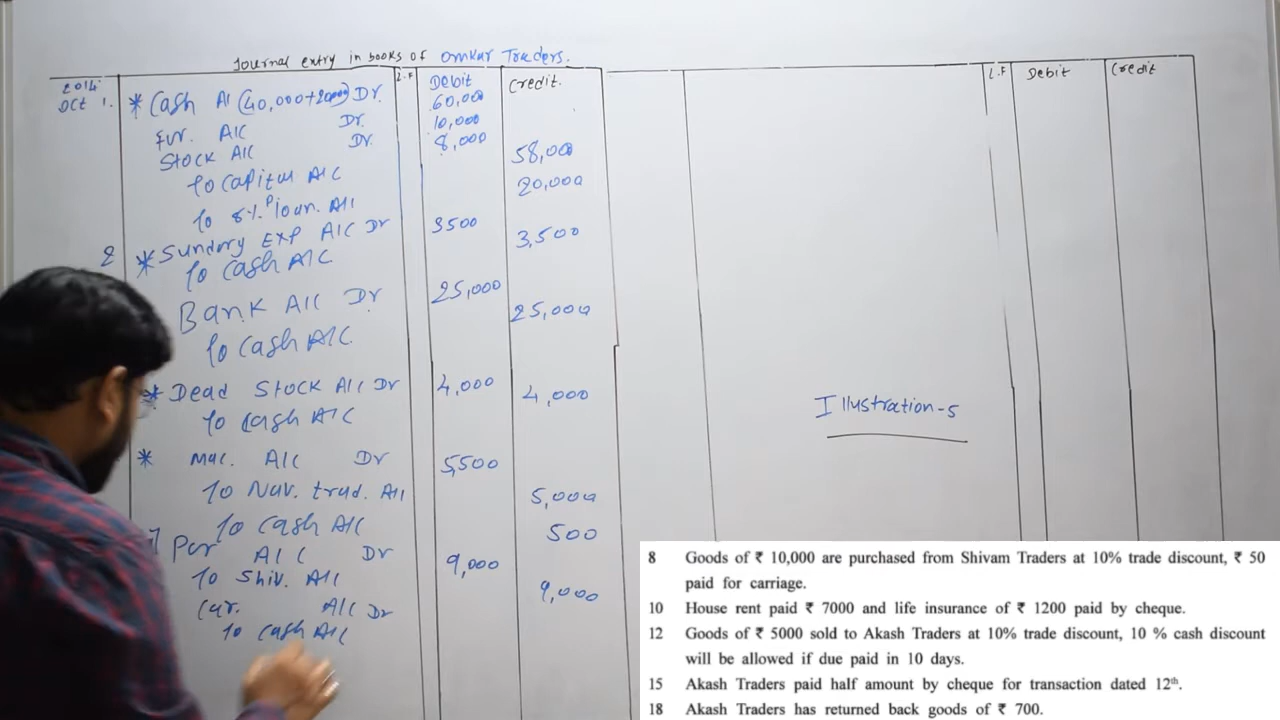 Journal entry in books of Omkar Traders.
L.F Debit Credit.
L.F Debit Credit
2014
Oct 1. * Cash A/C (40,000+20000) Dr. 60,000
Fur. A/C Dr. 10,000
Stock A/C Dr. 8,000
To Capital A/C 58,000
To 8% P loan. A/c 20,000
2 * Sundry Exp A/C Dr 3500
To Cash A/C 3,500
Bank A/C Dr 25,000
To Cash A/C. 25,000
* Dead Stock A/C Dr 4,000
To Cash A/C 4,000
* Mac. A/C Dr 5,500
To Nav. trad. A/c 5,000
To Cash A/C 500
Pur A/C Dr 9,000
To Shiv. A/c 9,000
Car. A/C Dr
To Cash A/C
Illustration-5
8 Goods of ₹ 10,000 are purchased from Shivam Traders at 10% trade discount, ₹ 50
paid for carriage.
10 House rent paid ₹ 7000 and life insurance of ₹ 1200 paid by cheque.
12 Goods of ₹ 5000 sold to Akash Traders at 10% trade discount, 10 % cash discount
will be allowed if due paid in 10 days.
15 Akash Traders paid half amount by cheque for transaction dated 12th.
18 Akash Traders has returned back goods of ₹ 700.